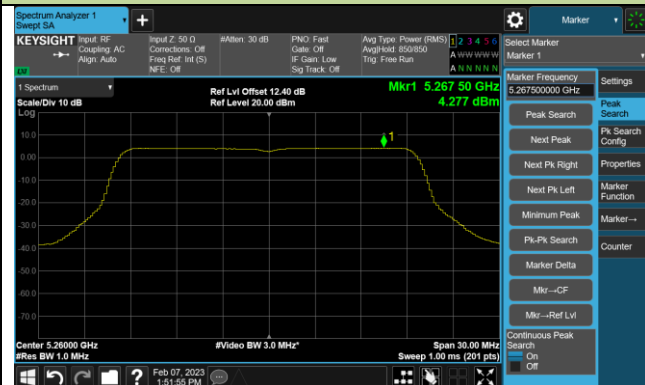 Spectrum Analyzer 1
Swept SA
Marker
KEYSIGHT
Input: RF
Coupling: AC
Align: Auto
Input Z: 50 Ω
Corrections: Off
Freq Ref: Int (S)
NFE: Off
#Atten: 30 dB
PNO: Fast
Gate: Off
IF Gain: Low
Sig Track: Off
Avg Type: Power (RMS)
Avg|Hold: 850/850
Trig: Free Run
1 2 3 4 5 6
A W W W W W
A N N N N N
Select Marker
Marker 1
1 Spectrum
Scale/Div 10 dB
Log
Ref Lvl Offset 12.40 dB
Ref Level 20.00 dBm
Mkr1 5.267 50 GHz
4.277 dBm
1
10.0
0.00
-10.0
-20.0
-30.0
-40.0
-50.0
-60.0
-70.0
Center 5.26000 GHz
#Res BW 1.0 MHz
#Video BW 3.0 MHz*
Span 30.00 MHz
Sweep 1.00 ms (201 pts)
Marker Frequency
5.267500000 GHz
Peak Search
Next Peak
Next Pk Right
Next Pk Left
Minimum Peak
Pk-Pk Search
Marker Delta
Mkr→CF
Mkr→Ref Lvl
Continuous Peak
Search
On
Off
Settings
Peak
Search
Pk Search
Config
Properties
Marker
Function
Marker→
Counter
Feb 07, 2023
1:51:55 PM